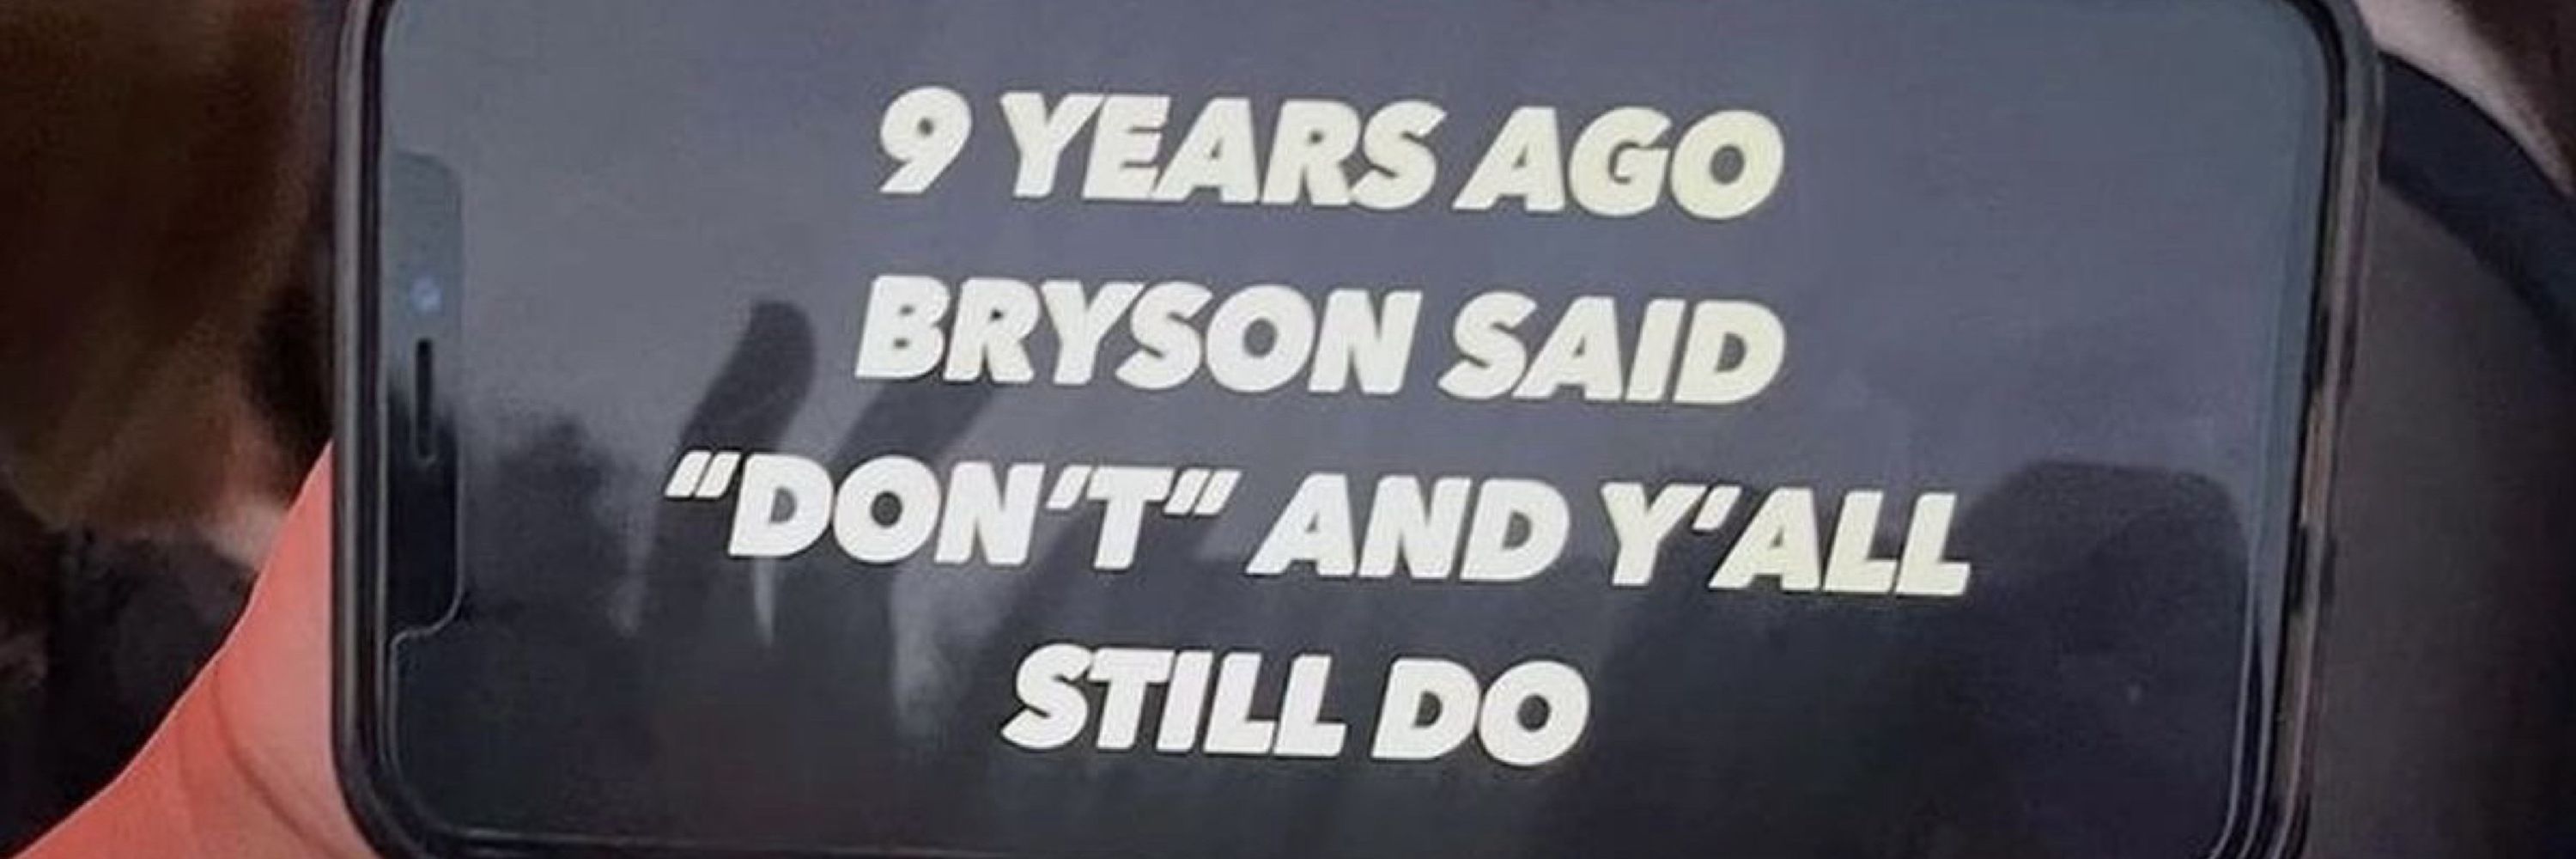 9 YEARS AGO
BRYSON SAID
“DON’T” AND Y’ALL
STILL DO